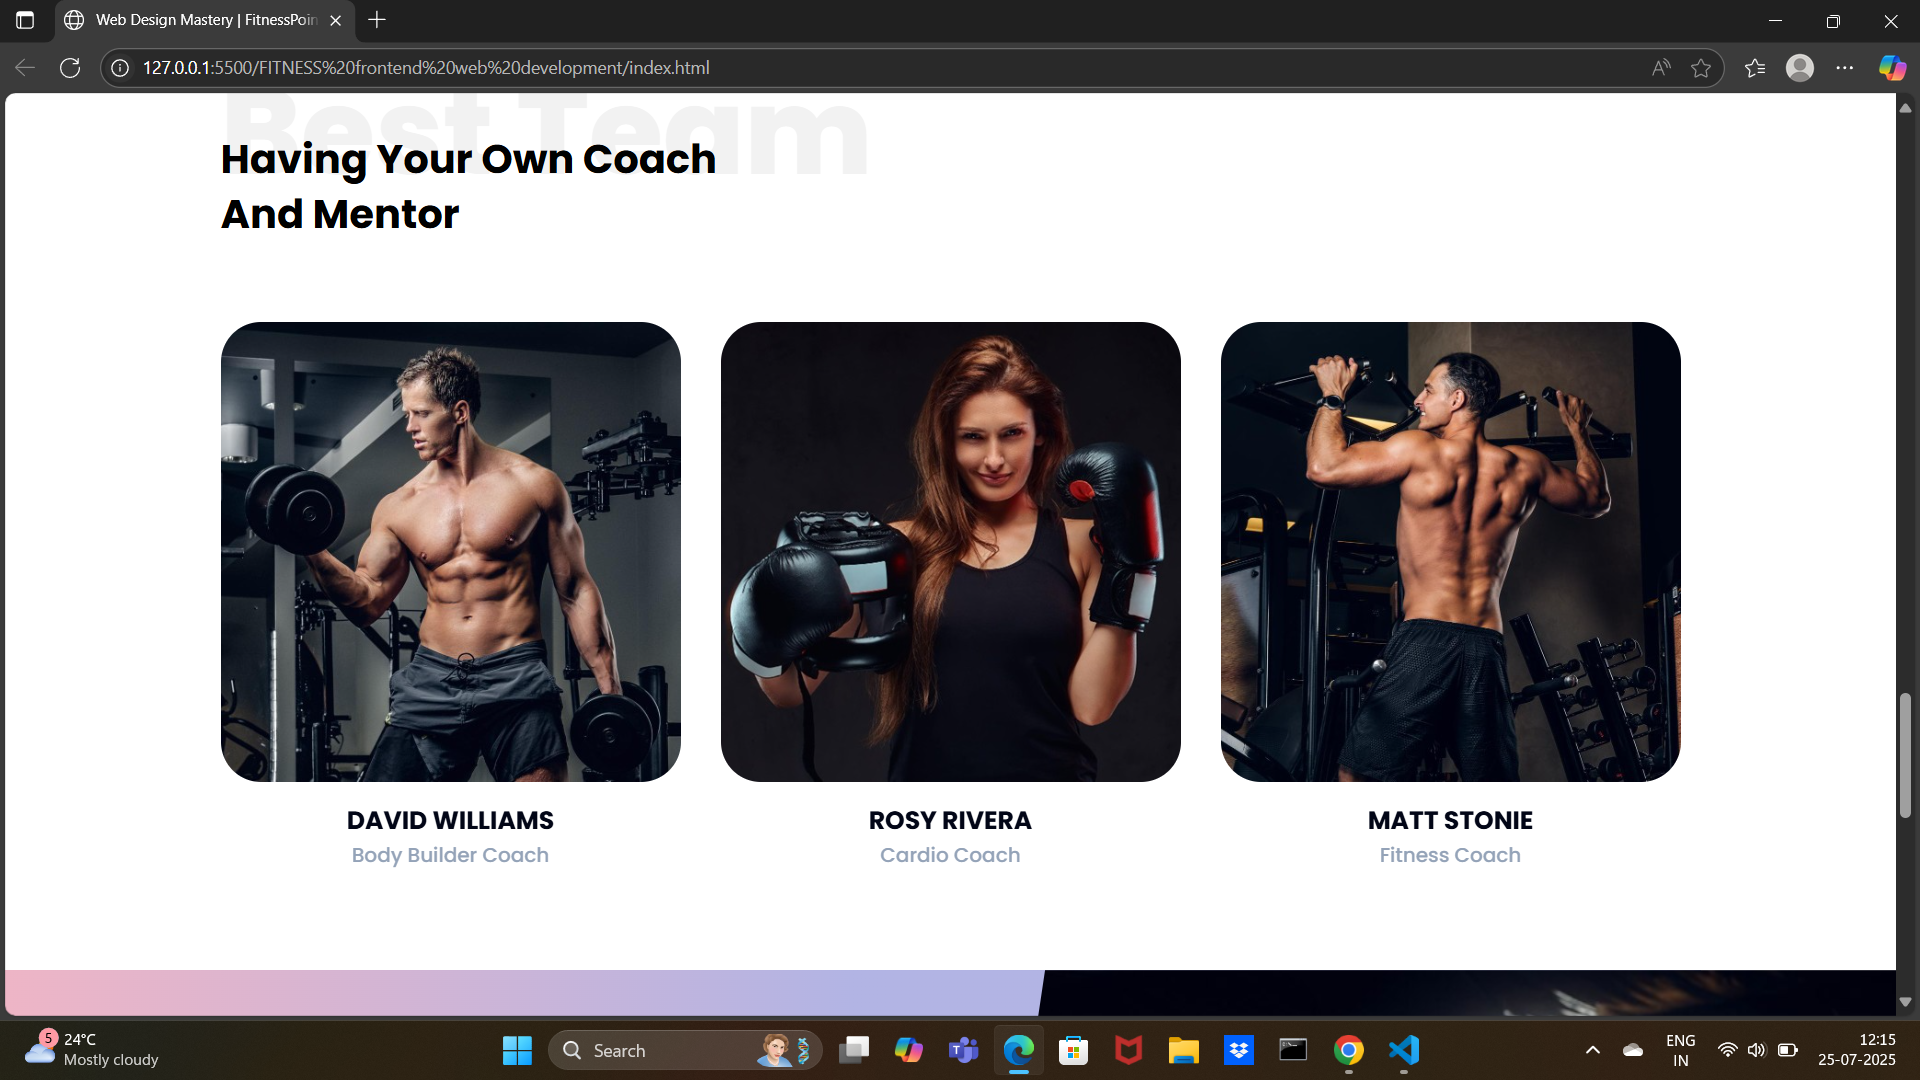 Web Design Mastery | FitnessPoin
127.0.0.1:5500/FITNESS%20frontend%20web%20development/index.html
Best Team
Having Your Own Coach
And Mentor
DAVID WILLIAMS
Body Builder Coach
ROSY RIVERA
Cardio Coach
MATT STONIE
Fitness Coach
5
24°C
Mostly cloudy
Search
ENG
IN
12:15
25-07-2025